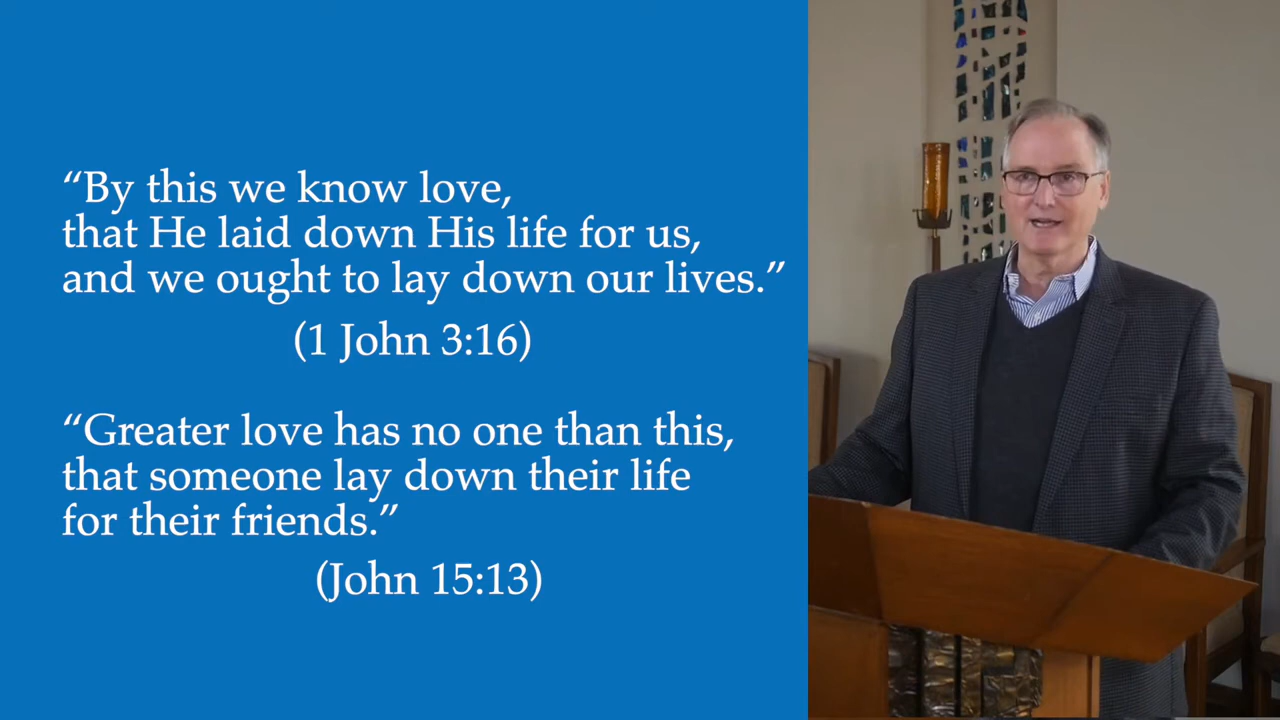 “By this we know love,
that He laid down His life for us,
and we ought to lay down our lives.”
(1 John 3:16)
“Greater love has no one than this,
that someone lay down their life
for their friends.”
(John 15:13)